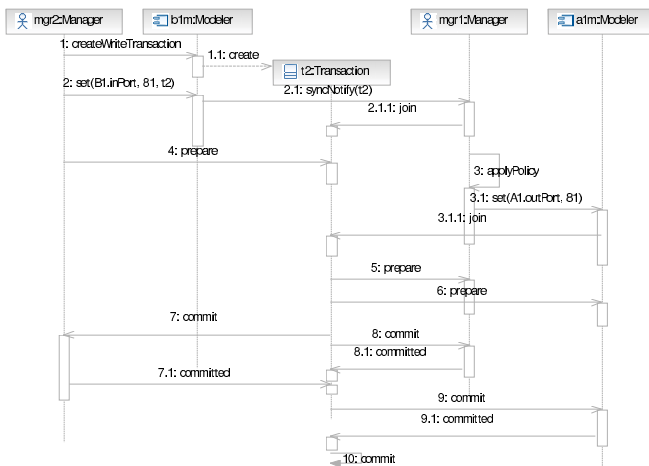 mgr2:Manager
b1m:Modeler
mgr1:Manager
a1m:Modeler
1: createWriteTransaction
1.1: create
t2:Transaction
2: set(B1.inPort, 81, t2)
2.1: syncNotify(t2)
2.1.1: join
4: prepare
3: applyPolicy
3.1: set(A1.outPort, 81)
3.1.1: join
5: prepare
6: prepare
7: commit
8: commit
8.1: committed
7.1: committed
9: commit
9.1: committed
10: commit